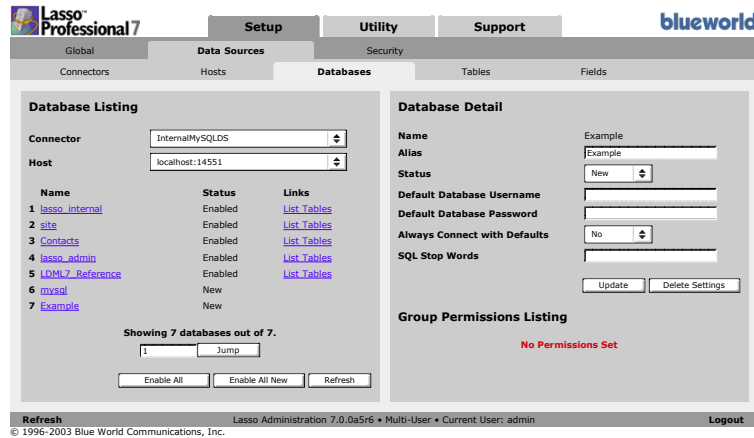 Lasso™
Professional 7
Setup Utility Support
blueworld
Global Data Sources Security
Connectors Hosts Databases Tables Fields
Database Listing
Connector InternalMySQLDS
Host localhost:14551
Name Status Links
1 lasso_internal Enabled List Tables
2 site Enabled List Tables
3 Contacts Enabled List Tables
4 lasso_admin Enabled List Tables
5 LDML7_Reference Enabled List Tables
6 mysql New
7 Example New
Showing 7 databases out of 7.
1 Jump
Enable All Enable All New Refresh
Database Detail
Name Example
Alias Example
Status New
Default Database Username
Default Database Password
Always Connect with Defaults No
SQL Stop Words
Update Delete Settings
Group Permissions Listing
No Permissions Set
Refresh Lasso Administration 7.0.0a5r6 • Multi-User • Current User: admin Logout
© 1996-2003 Blue World Communications, Inc.